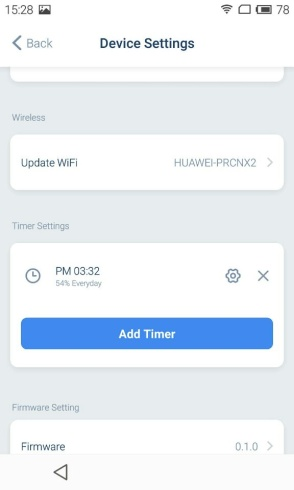 15:28 78
Back Device Settings
Wireless
Update WiFi HUAWEI-PRCNX2
Timer Settings
PM 03:32
54% Everyday
Add Timer
Firmware Setting
Firmware 0.1.0